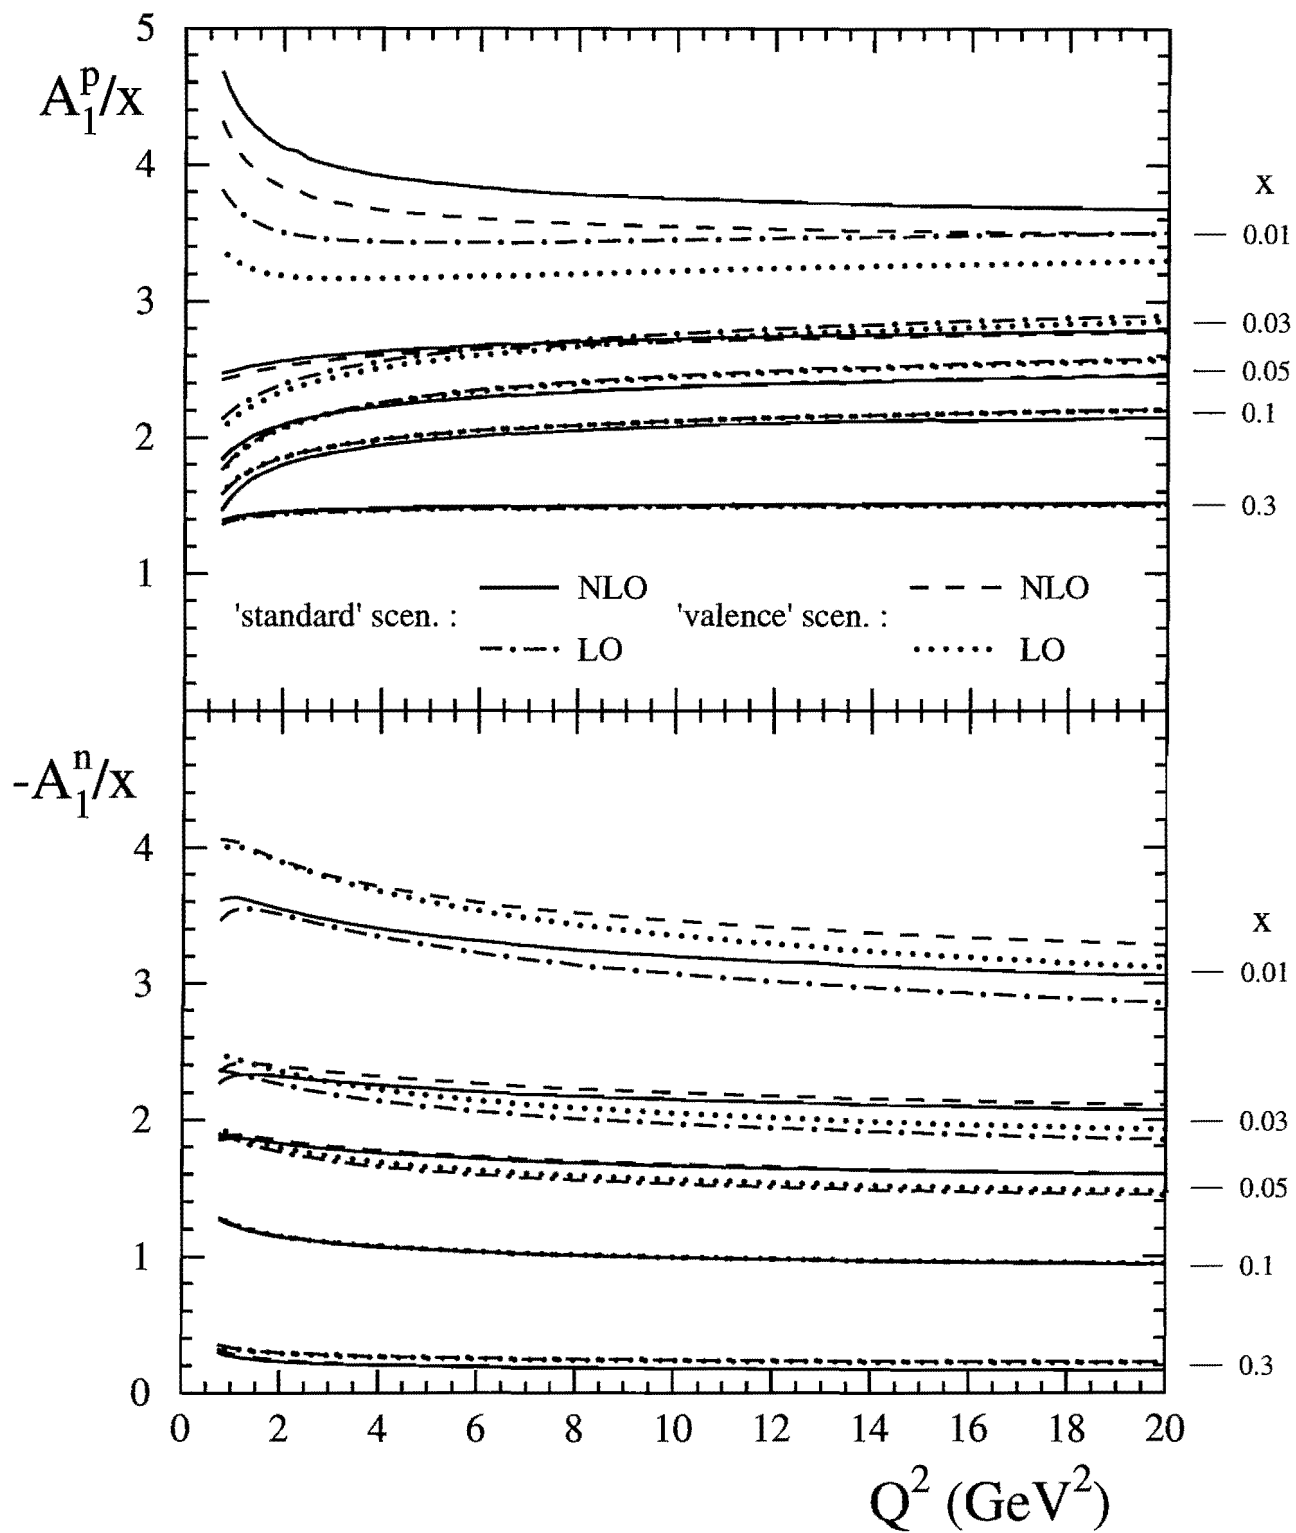 5
A₁ᵖ/x
4
x
0.01
3
0.03
0.05
2
0.1
0.3
1
'standard' scen. :
NLO
LO
'valence' scen. :
NLO
LO
-A₁ⁿ/x
4
x
0.01
3
2
0.03
0.05
1
0.1
0.3
0
0 2 4 6 8 10 12 14 16 18 20
Q² (GeV²)